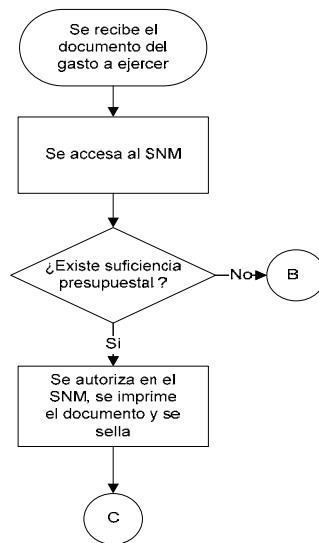 Se recibe el
documento del
gasto a ejercer
Se accesa al SNM
¿Existe suficiencia
presupuestal ?
No
B
Si
Se autoriza en el
SNM, se imprime
el documento y se
sella
C